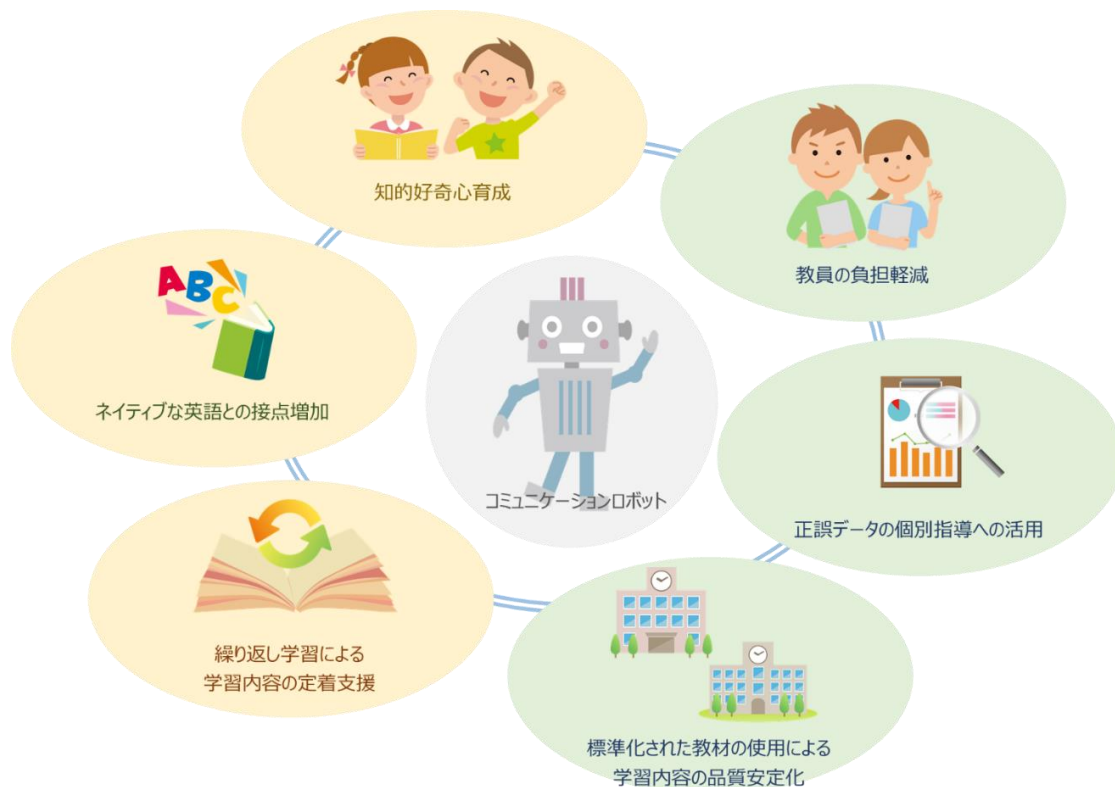 知的好奇心育成
教員の負担軽減
ABC
ネイティブな英語との接点増加
コミュニケーションロボット
正誤データの個別指導への活用
繰り返し学習による
学習内容の定着支援
標準化された教材の使用による
学習内容の品質安定化